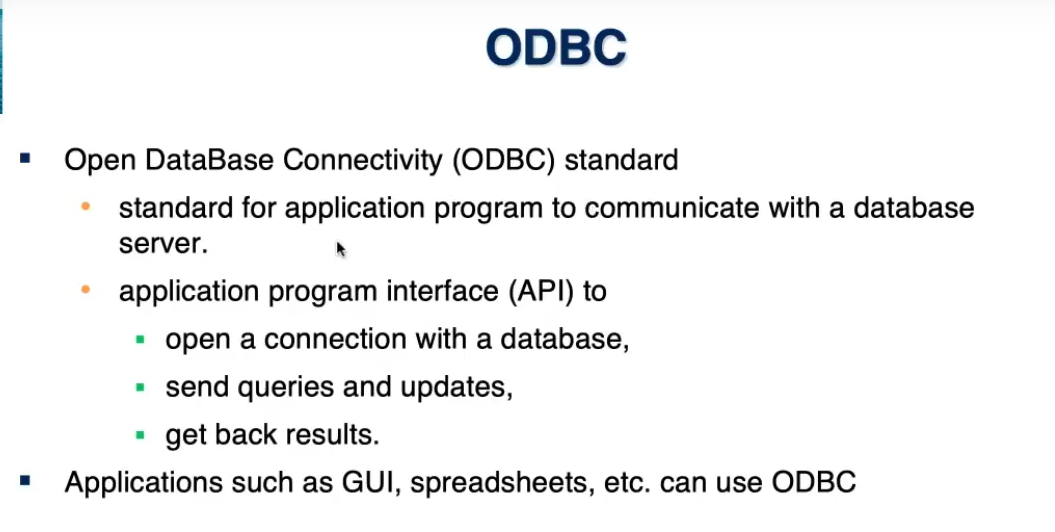 ODBC
Open DataBase Connectivity (ODBC) standard
standard for application program to communicate with a database
server.
application program interface (API) to
open a connection with a database,
send queries and updates,
get back results.
Applications such as GUI, spreadsheets, etc. can use ODBC